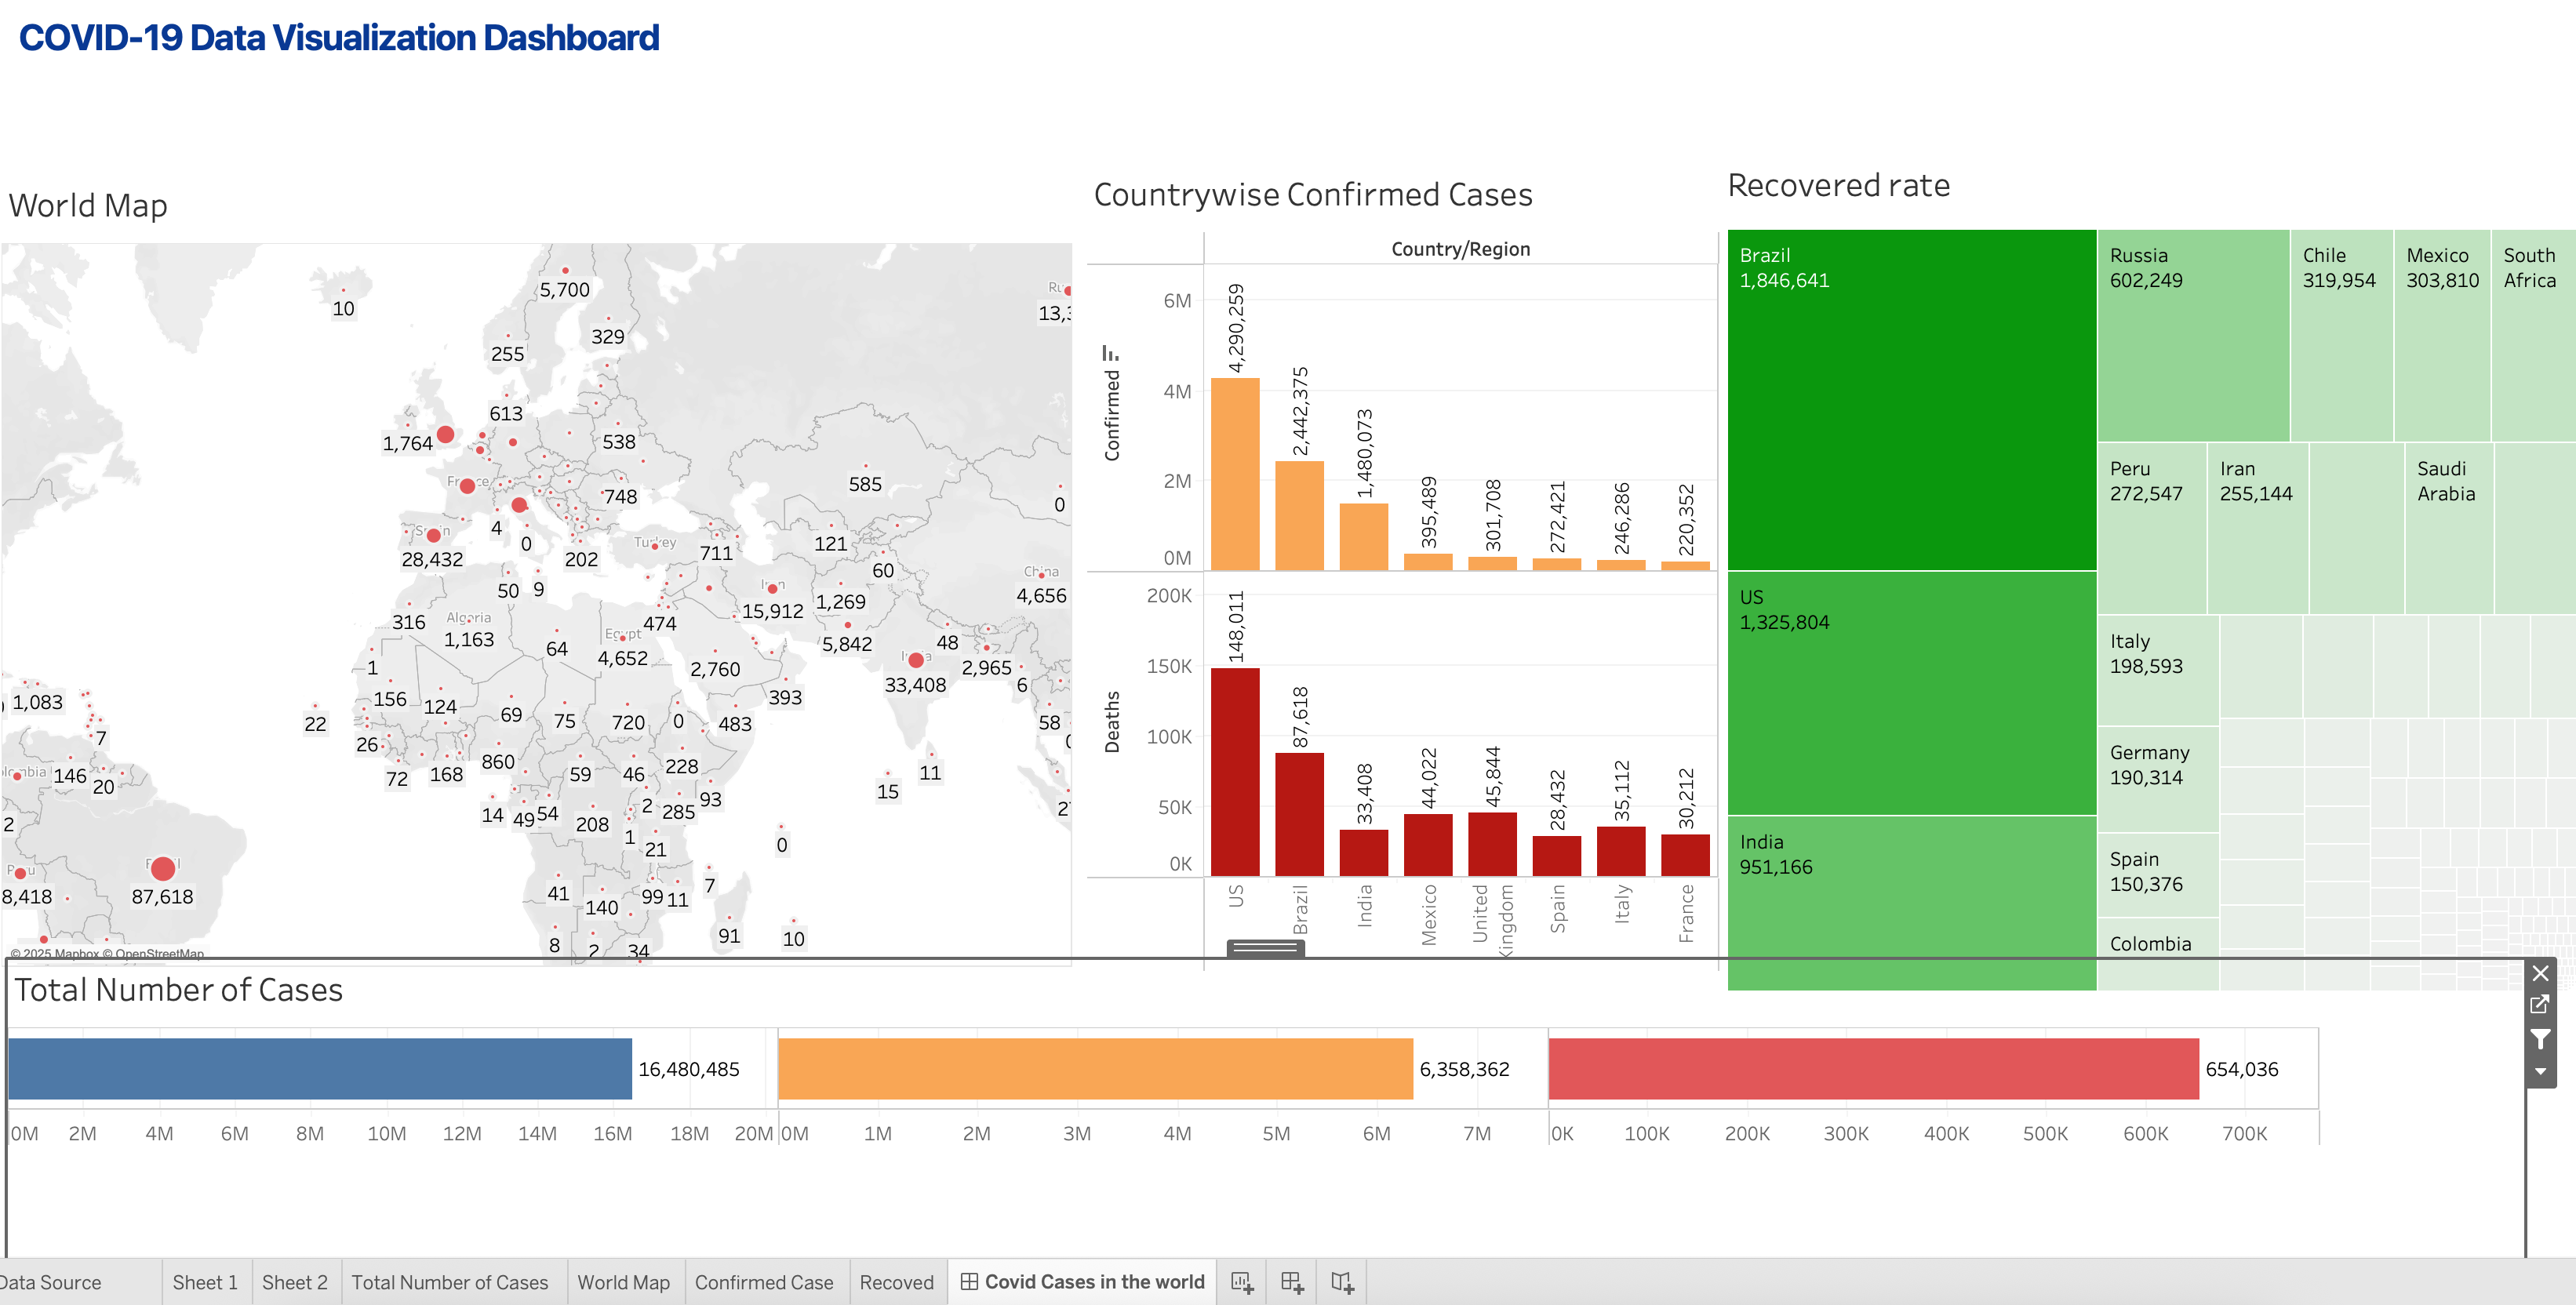 COVID-19 Data Visualization Dashboard
World Map
10
5,700
255
329
613
1,764
538
France
748
Spain
28,432
4
0
202
Turkey
711
585
121
60
0
China
4,656
50
9
316
Algeria
1,163
64
Egypt
4,652
474
Iran
15,912
1,269
5,842
48
2,965
6
33,408
2,760
393
1
156
124
69
75
720
0
483
22
26
72
168
860
59
46
228
93
58
11
15
1,083
7
146
20
14
49
54
208
2
285
1
21
0
41
140
99
11
7
91
10
8
2
34
8,418
87,618
© 2025 Mapbox © OpenStreetMap
Countrywise Confirmed Cases
Country/Region
Confirmed
6M
4M
2M
0M
4,290,259
2,442,375
1,480,073
395,489
301,708
272,421
246,286
220,352
Deaths
200K
150K
100K
50K
0K
148,011
87,618
33,408
44,022
45,844
28,432
35,112
30,212
US
Brazil
India
Mexico
United
Kingdom
Spain
Italy
France
Recovered rate
Brazil
1,846,641
US
1,325,804
India
951,166
Russia
602,249
Chile
319,954
Mexico
303,810
South
Africa
Peru
272,547
Iran
255,144
Saudi
Arabia
Italy
198,593
Germany
190,314
Spain
150,376
Colombia
Total Number of Cases
16,480,485
6,358,362
654,036
0M 2M 4M 6M 8M 10M 12M 14M 16M 18M 20M
0M 1M 2M 3M 4M 5M 6M 7M
0K 100K 200K 300K 400K 500K 600K 700K
Data Source
Sheet 1
Sheet 2
Total Number of Cases
World Map
Confirmed Case
Recoved
Covid Cases in the world